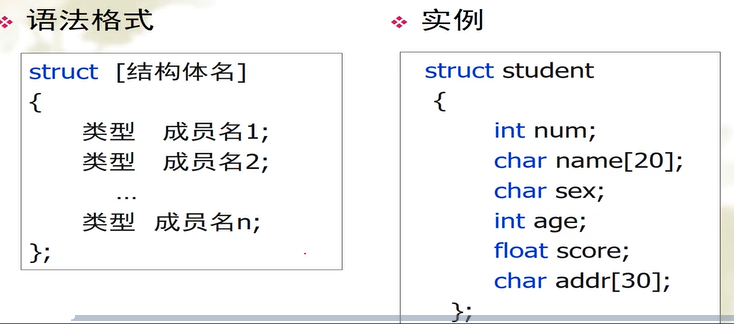 语法格式
struct [结构体名]
{
类型 成员名1;
类型 成员名2;
...
类型 成员名n;
};
实例
struct student
{
int num;
char name[20];
char sex;
int age;
float score;
char addr[30];
};